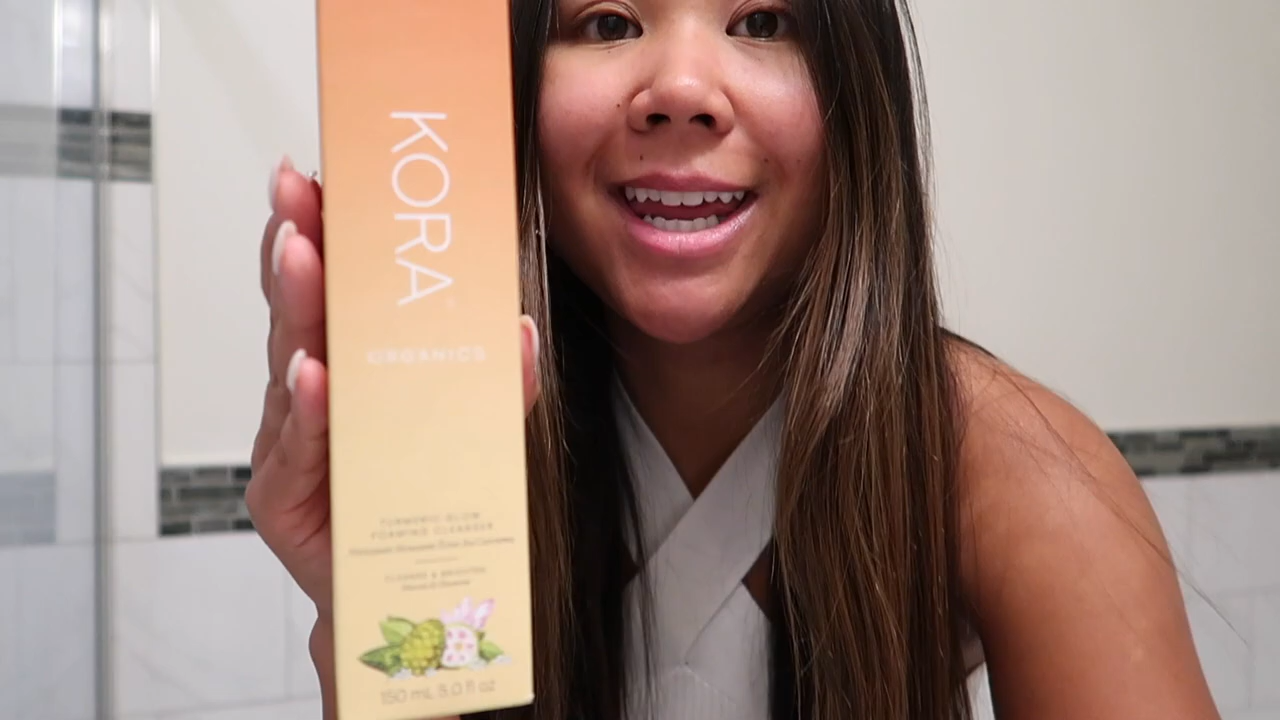 KORA
ORGANICS
TURMERIC GLOW
FOAMING CLEANSER
CLEANSE & BRIGHTEN
150 mL 5.0 fl oz